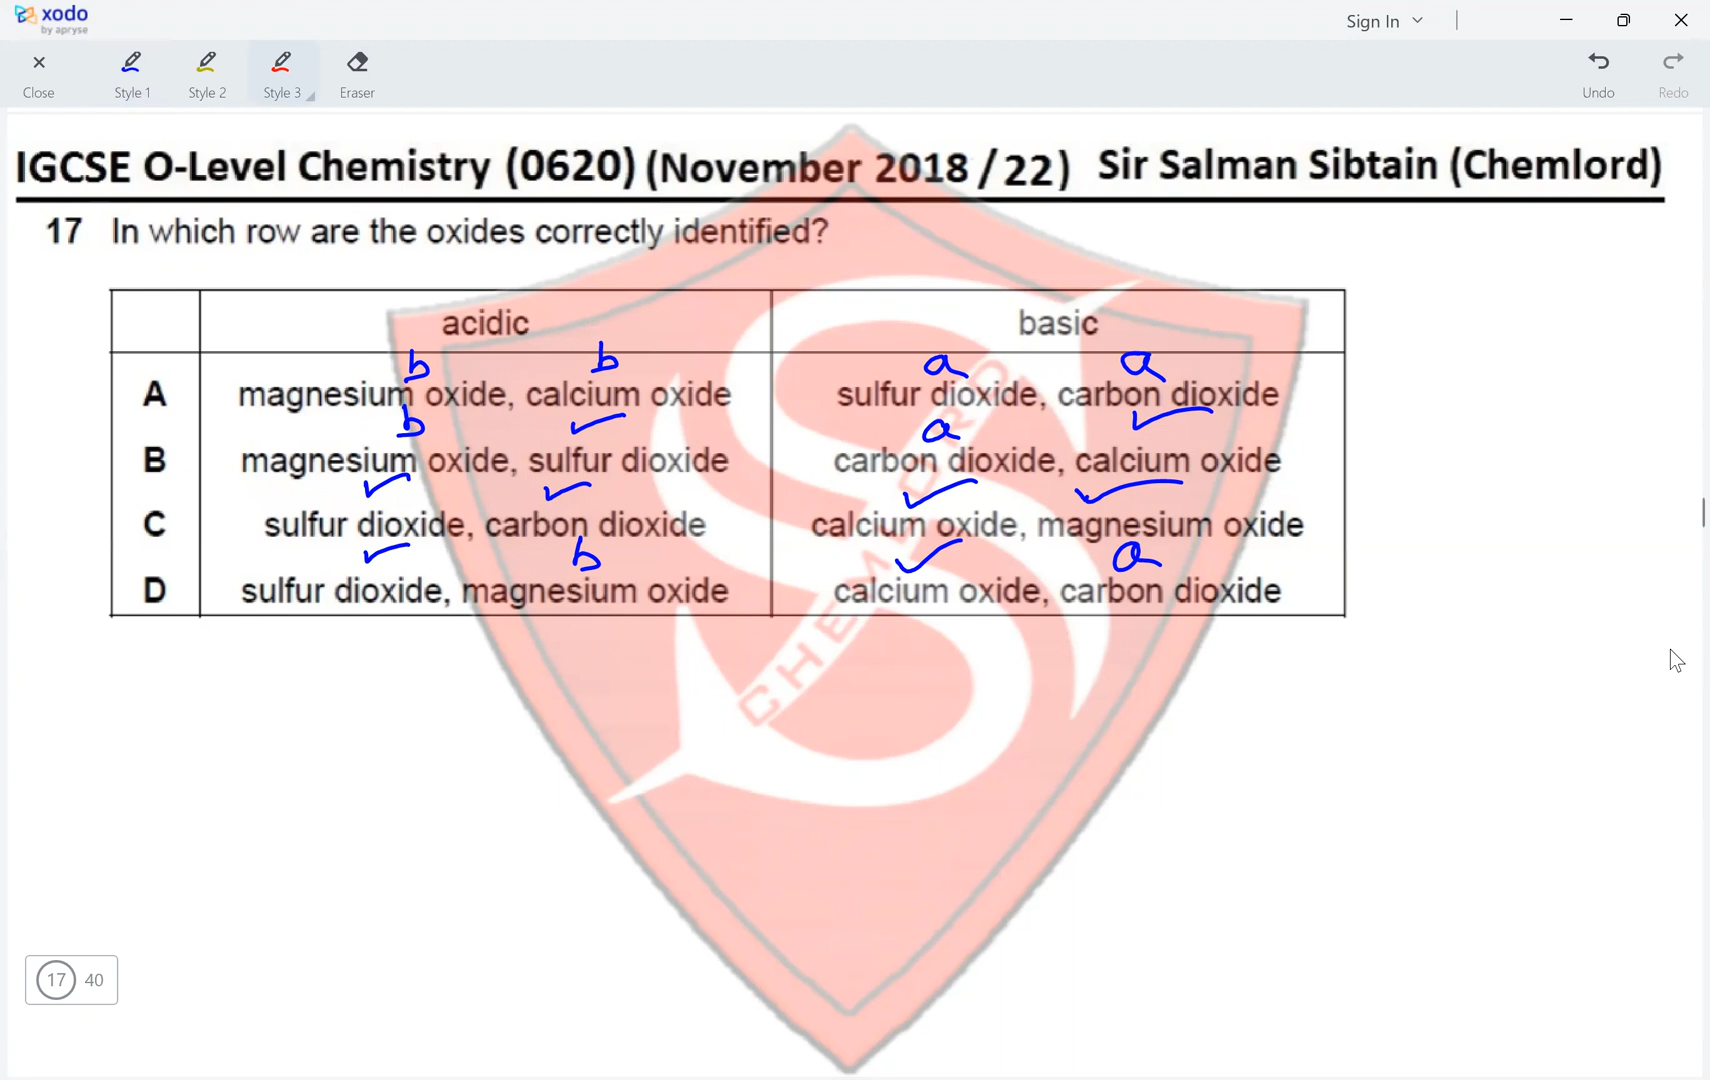 xodo
by apryse
Sign In
Close
Style 1
Style 2
Style 3
Eraser
Undo
Redo
IGCSE O-Level Chemistry (0620) (November 2018 / 22) Sir Salman Sibtain (Chemlord)
17 In which row are the oxides correctly identified?
acidic basic
b b a a
A magnesium oxide, calcium oxide sulfur dioxide, carbon dioxide
b a
B magnesium oxide, sulfur dioxide carbon dioxide, calcium oxide
C sulfur dioxide, carbon dioxide calcium oxide, magnesium oxide
b a
D sulfur dioxide, magnesium oxide calcium oxide, carbon dioxide
CHEMLORD
17 40